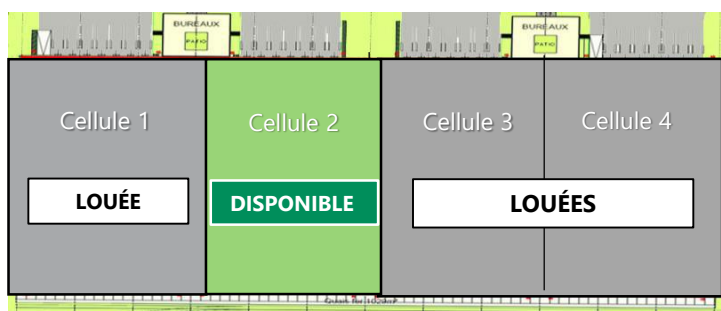 BUREAUX
PATIO
BUREAUX
PATIO
Cellule 1
Cellule 2
Cellule 3
Cellule 4
LOUÉE
DISPONIBLE
LOUÉES